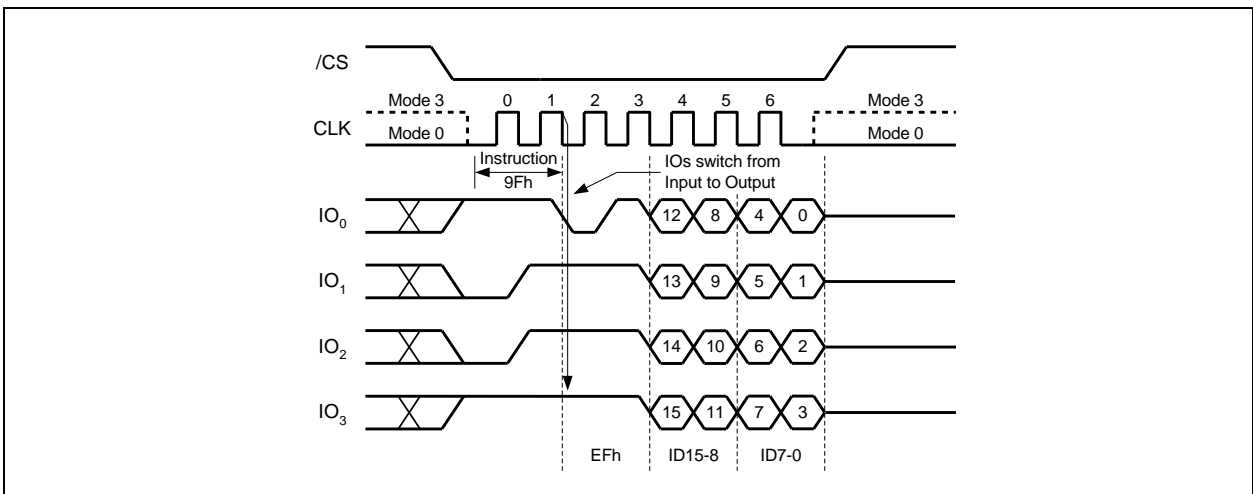 /CS
Mode 3 0 1 2 3 4 5 6 Mode 3
CLK Mode 0 Mode 0
Instruction
9Fh
IOs switch from
Input to Output
IO0 12 8 4 0
IO1 13 9 5 1
IO2 14 10 6 2
IO3 15 11 7 3
EFh ID15-8 ID7-0